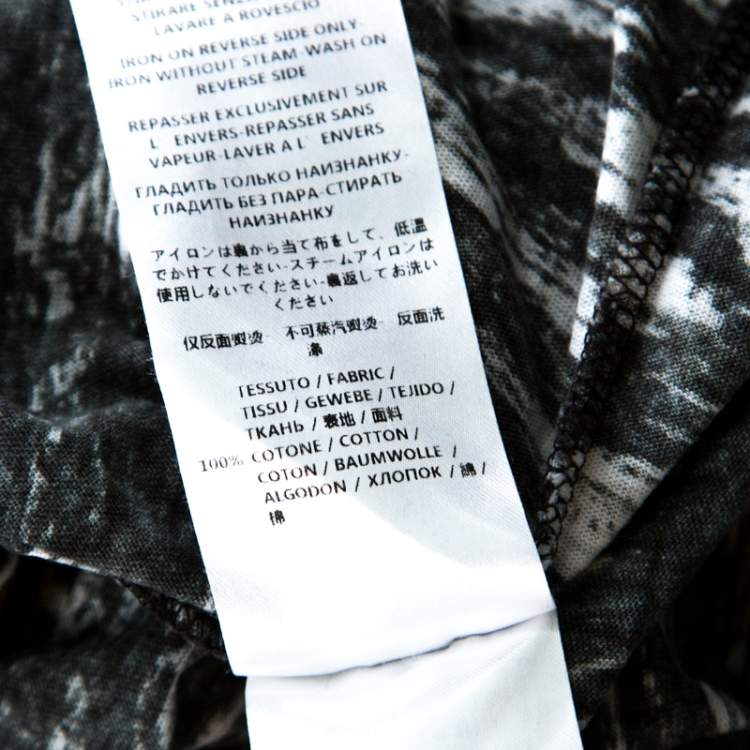 STIRARE SENZA
LAVARE A ROVESCIO
IRON ON REVERSE SIDE ONLY-
IRON WITHOUT STEAM-WASH ON
REVERSE SIDE
REPASSER EXCLUSIVEMENT SUR
L' ENVERS-REPASSER SANS
VAPEUR-LAVER A L' ENVERS
ГЛАДИТЬ ТОЛЬКО НАИЗНАНКУ-
ГЛАДИТЬ БЕЗ ПАРА-СТИРАТЬ
НАИЗНАНКУ
アイロンは裏から当て布をして、低温
でかけてください-スチームアイロンは
使用しないでください-裏返してお洗い
ください
仅反面熨烫- 不可蒸汽熨烫- 反面洗
涤
TESSUTO / FABRIC /
TISSU / GEWEBE / TEJIDO /
ТКАНЬ / 表地 / 面料
100% COTONE / COTTON /
COTON / BAUMWOLLE /
ALGODON / ХЛОПОК / 綿 /
棉